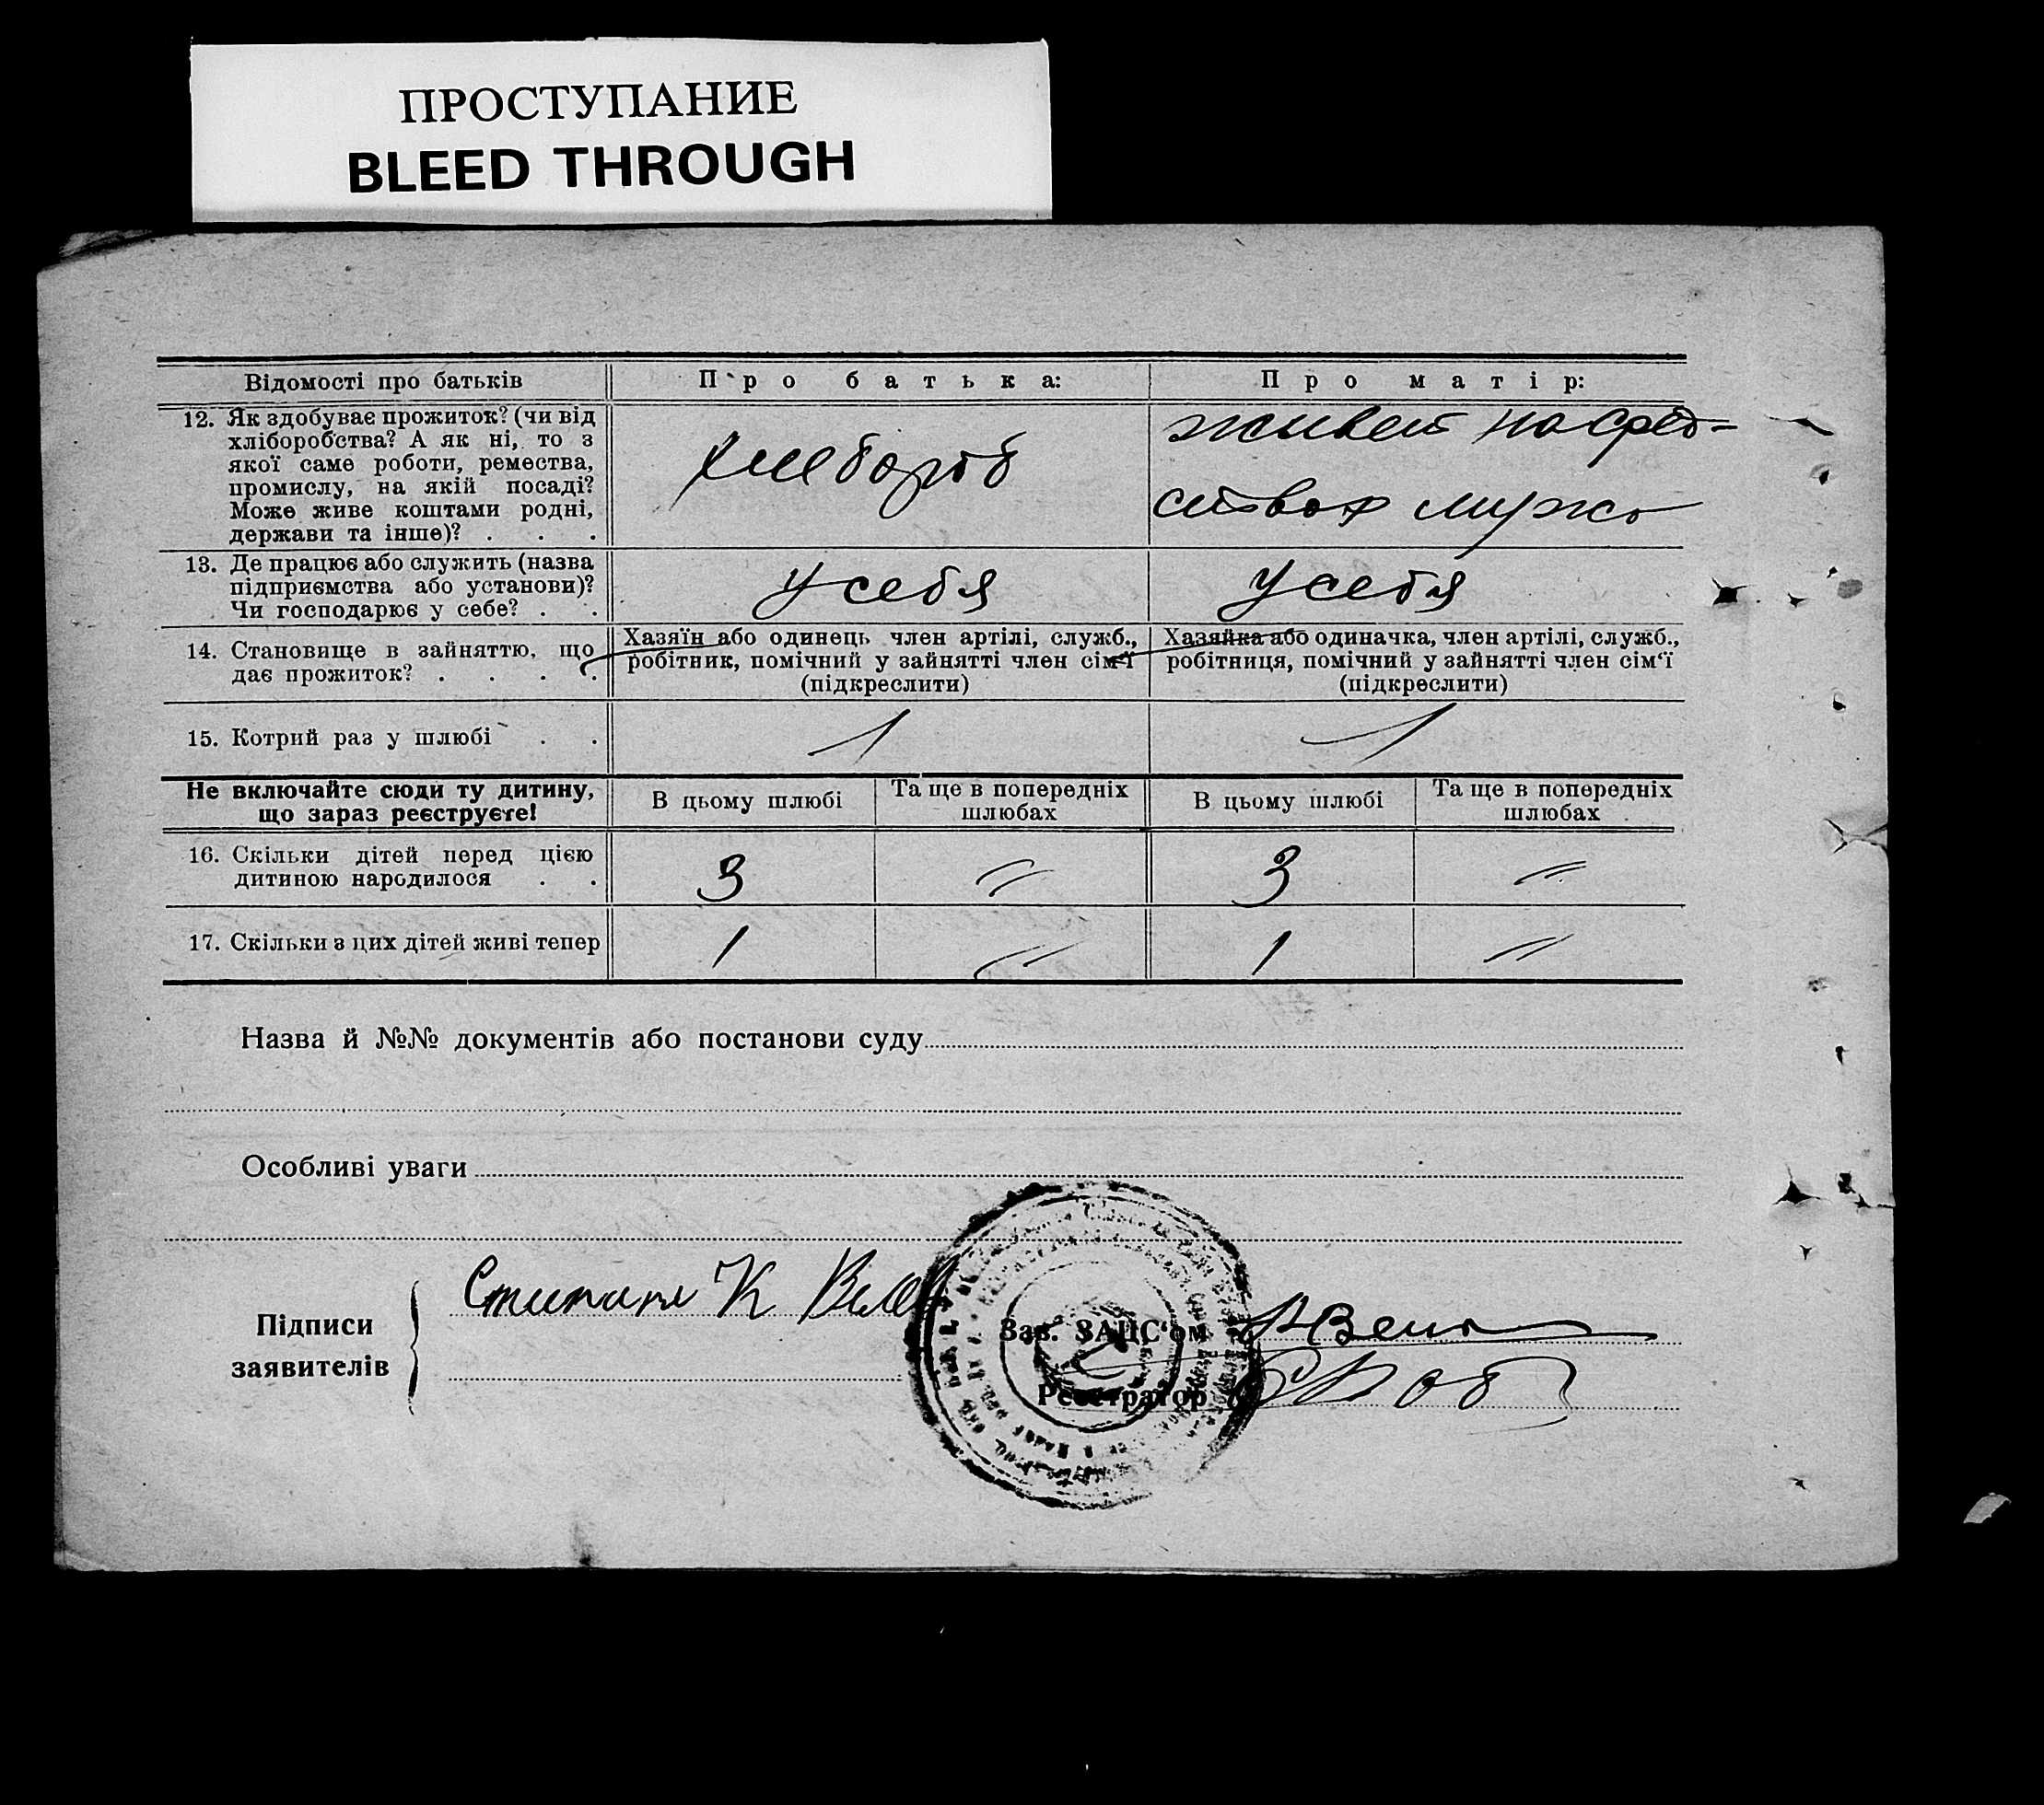 ПРОСТУПАНИЕ
BLEED THROUGH
Відомості про батьків
Про батька:
Про матір:
12. Як здобуває прожиток? (чи від
хліборобства? А як ні, то з
якої саме роботи, ремества,
промислу, на якій посаді?
Може живе коштами родні,
держави та інше)? . . .
хлебороб
живет на сред-
ствах мужа
13. Де працює або служить (назва
підприємства або установи)?
Чи господарює у себе? . .
У себя
У себя
14. Становище в зайняттю, що
дає прожиток? . . . .
Хазяїн або одинець член артілі, служб.,
робітник, помічний у зайнятті член сім'ї
(підкреслити)
Хазяйка або одиначка, член артілі, служб.,
робітниця, помічний у зайнятті член сім'ї
(підкреслити)
15. Котрий раз у шлюбі . .
1
1
Не включайте сюди ту дитину,
що зараз реєструєте!
В цьому шлюбі
Та ще в попередніх
шлюбах
В цьому шлюбі
Та ще в попередніх
шлюбах
16. Скільки дітей перед цією
дитиною народилося . .
3
〃
3
〃
17. Скільки з цих дітей живі тепер
1
〃
1
〃
Назва й №№ документів або постанови суду
Особливі уваги
Підписи
заявителів
К
Зав. ЗАЦС'ом
Реєстратор